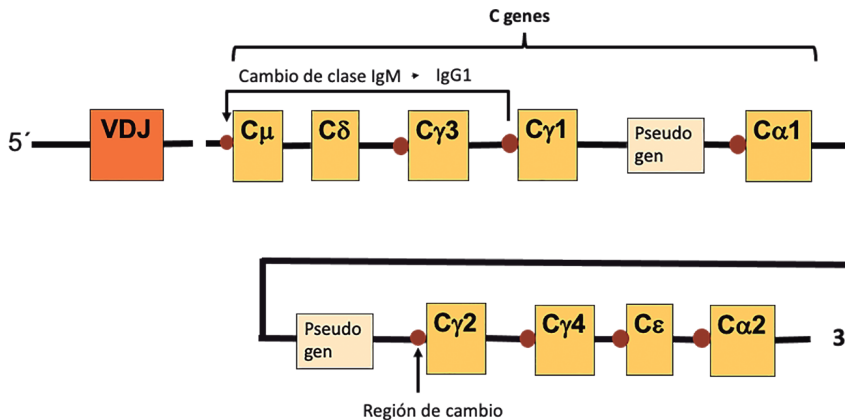 C genes
Cambio de clase IgM ▸ IgG1
5´ VDJ Cμ Cδ Cγ3 Cγ1 Pseudo gen Cα1
Pseudo gen Cγ2 Cγ4 Cε Cα2 3
Región de cambio